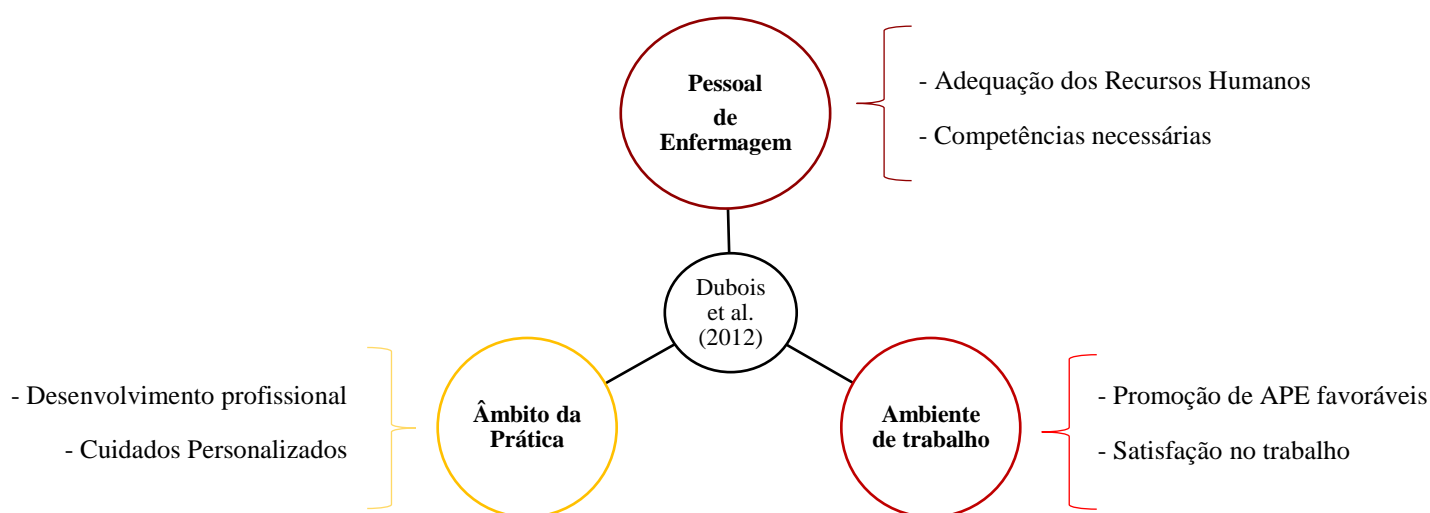 Pessoal
de
Enfermagem
- Adequação dos Recursos Humanos
- Competências necessárias
Dubois
et al.
(2012)
- Desenvolvimento profissional
- Cuidados Personalizados
Âmbito da
Prática
Ambiente
de trabalho
- Promoção de APE favoráveis
- Satisfação no trabalho